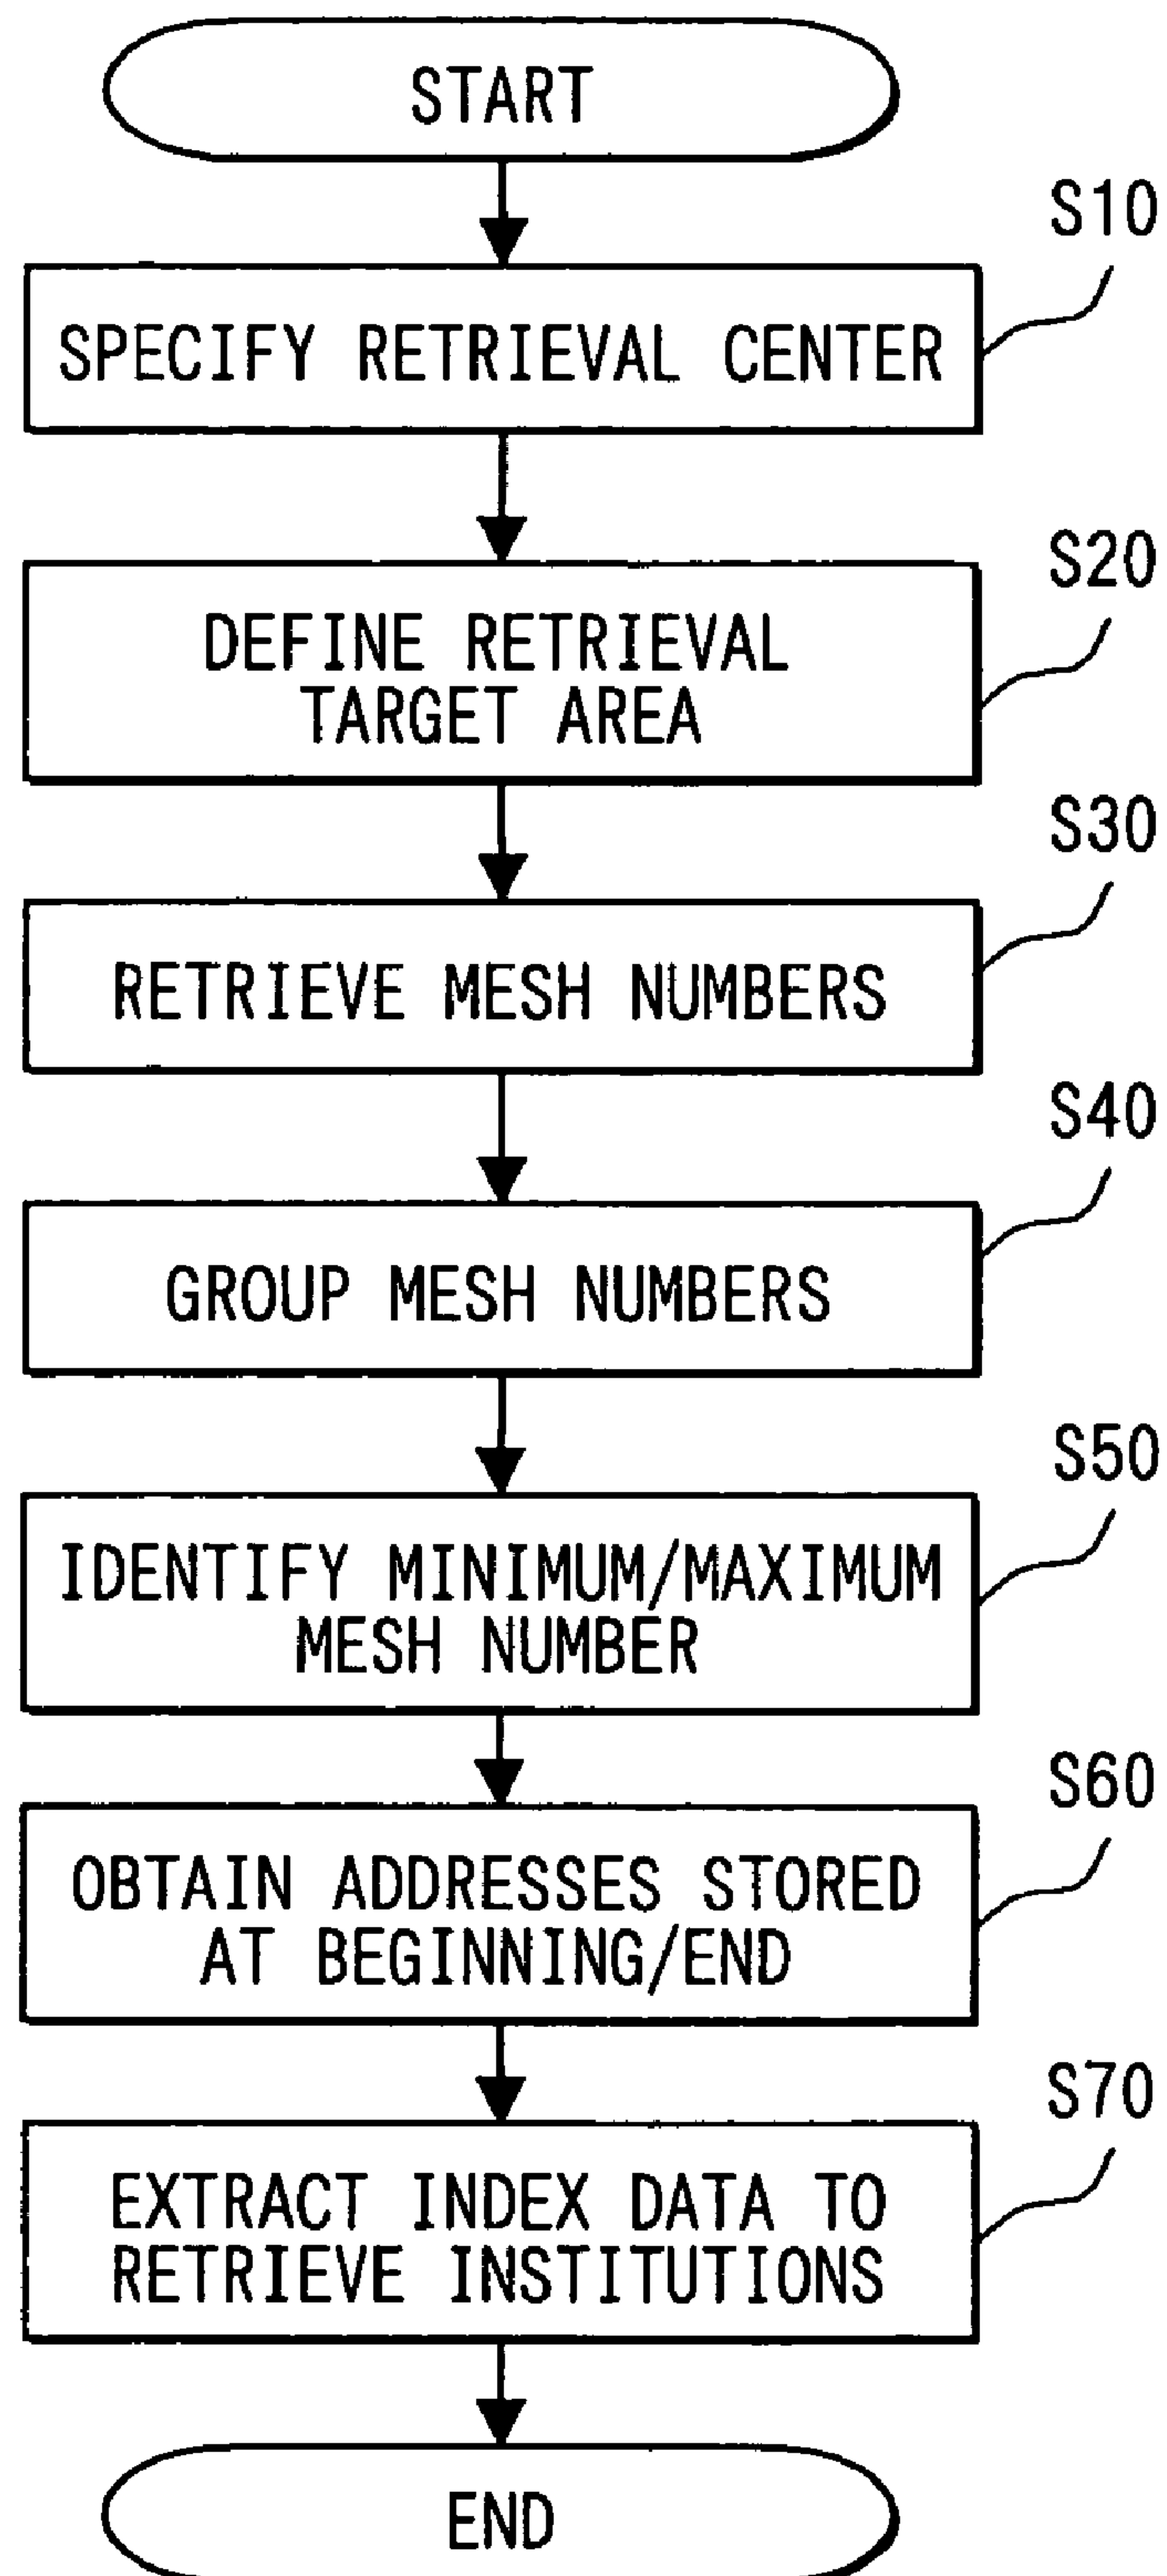 START
S10
SPECIFY RETRIEVAL CENTER
S20
DEFINE RETRIEVAL
TARGET AREA
S30
RETRIEVE MESH NUMBERS
S40
GROUP MESH NUMBERS
S50
IDENTIFY MINIMUM/MAXIMUM
MESH NUMBER
S60
OBTAIN ADDRESSES STORED
AT BEGINNING/END
S70
EXTRACT INDEX DATA TO
RETRIEVE INSTITUTIONS
END